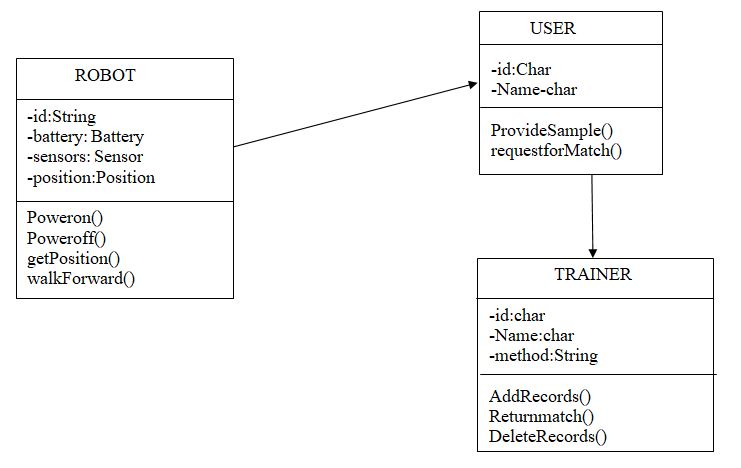 ROBOT
-id:String
-battery: Battery
-sensors: Sensor
-position:Position
Poweron()
Poweroff()
getPosition()
walkForward()
USER
-id:Char
-Name-char
ProvideSample()
requestforMatch()
TRAINER
-id:char
-Name:char
-method:String
AddRecords()
Returnmatch()
DeleteRecords()